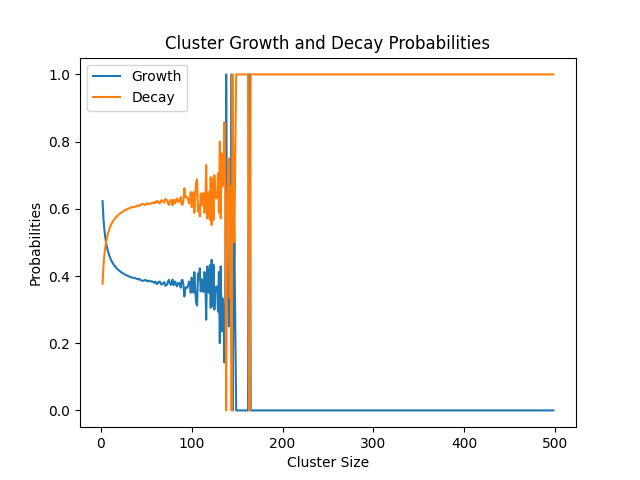 Cluster Growth and Decay Probabilities
Growth
Decay
Probabilities
1.0
0.8
0.6
0.4
0.2
0.0
0 100 200 300 400 500
Cluster Size